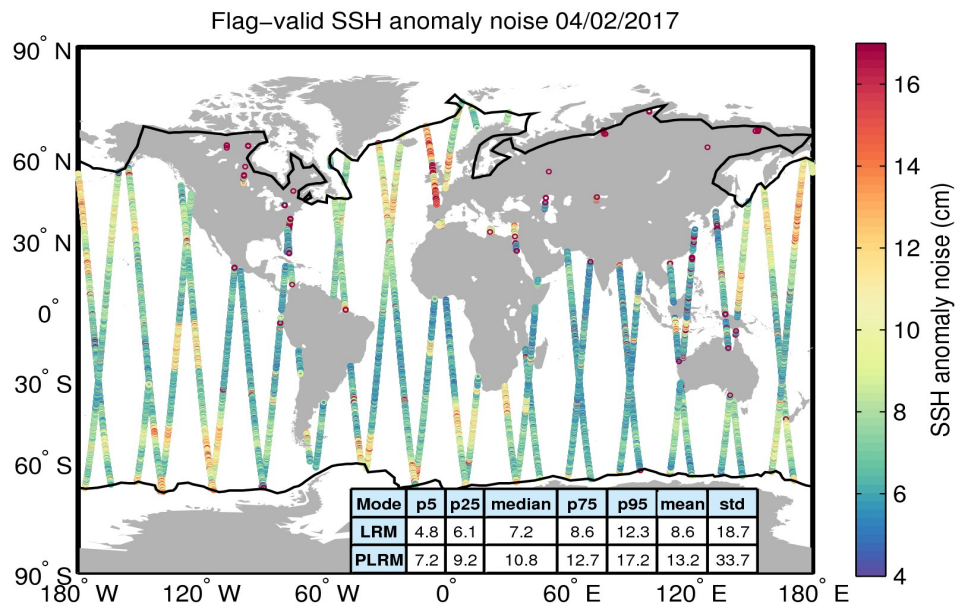 Flag−valid SSH anomaly noise 04/02/2017
90° N
60° N
30° N
0°
30° S
60° S
90° S
180° W
120° W
60° W
0°
60° E
120° E
180° E
Mode p5 p25 median p75 p95 mean std
LRM 4.8 6.1 7.2 8.6 12.3 8.6 18.7
PLRM 7.2 9.2 10.8 12.7 17.2 13.2 33.7
16
14
12
10
8
6
4
SSH anomaly noise (cm)